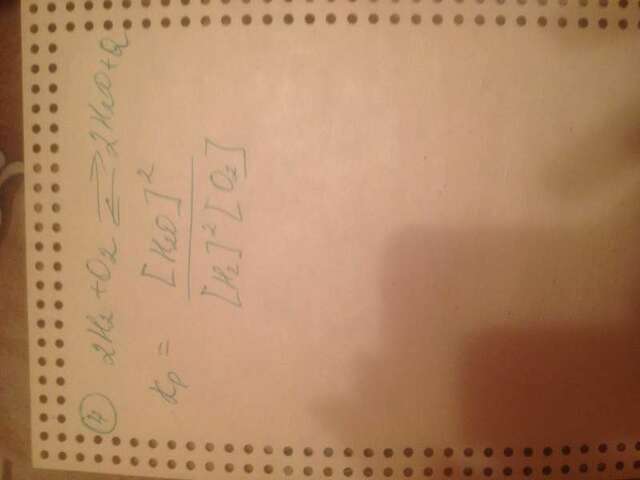 4 2H2 + O2 ⇄ 2H2O + Q
Kp = [H2O]² / [H2]² [O2]